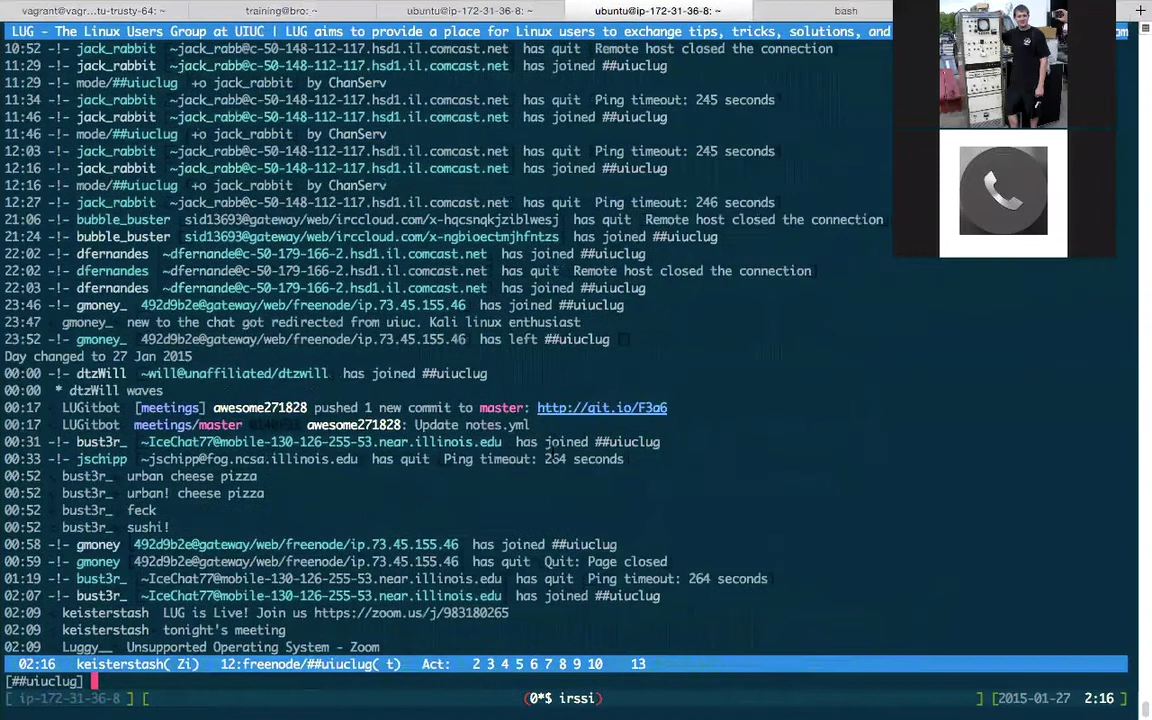 vagrant@vagr...tu-trusty-64: ~ training@bro: ~ ubuntu@ip-172-31-36-8: ~ ubuntu@ip-172-31-36-8: ~ bash
LUG - The Linux Users Group at UIUC | LUG aims to provide a place for Linux users to exchange tips, tricks, solutions, and
10:52 -!- jack_rabbit ~jack_rabb@c-50-148-112-117.hsd1.il.comcast.net has quit Remote host closed the connection
11:29 -!- jack_rabbit ~jack_rabb@c-50-148-112-117.hsd1.il.comcast.net has joined ##uiuclug
11:29 -!- mode/##uiuclug +o jack_rabbit by ChanServ
11:34 -!- jack_rabbit ~jack_rabb@c-50-148-112-117.hsd1.il.comcast.net has quit Ping timeout: 245 seconds
11:46 -!- jack_rabbit ~jack_rabb@c-50-148-112-117.hsd1.il.comcast.net has joined ##uiuclug
11:46 -!- mode/##uiuclug +o jack_rabbit by ChanServ
12:03 -!- jack_rabbit ~jack_rabb@c-50-148-112-117.hsd1.il.comcast.net has quit Ping timeout: 245 seconds
12:16 -!- jack_rabbit ~jack_rabb@c-50-148-112-117.hsd1.il.comcast.net has joined ##uiuclug
12:16 -!- mode/##uiuclug +o jack_rabbit by ChanServ
12:27 -!- jack_rabbit ~jack_rabb@c-50-148-112-117.hsd1.il.comcast.net has quit Ping timeout: 246 seconds
21:06 -!- bubble_buster sid13693@gateway/web/irccloud.com/x-hqcsnqkjziblwesj has quit Remote host closed the connection
21:24 -!- bubble_buster sid13693@gateway/web/irccloud.com/x-ngbioectmjhfntzs has joined ##uiuclug
22:02 -!- dfernandes ~dfernande@c-50-179-166-2.hsd1.il.comcast.net has joined ##uiuclug
22:02 -!- dfernandes ~dfernande@c-50-179-166-2.hsd1.il.comcast.net has quit Remote host closed the connection
22:03 -!- dfernandes ~dfernande@c-50-179-166-2.hsd1.il.comcast.net has joined ##uiuclug
23:46 -!- gmoney_ 492d9b2e@gateway/web/freenode/ip.73.45.155.46 has joined ##uiuclug
23:47 gmoney_ new to the chat got redirected from uiuc. Kali linux enthusiast
23:52 -!- gmoney_ 492d9b2e@gateway/web/freenode/ip.73.45.155.46 has left ##uiuclug []
Day changed to 27 Jan 2015
00:00 -!- dtzWill ~will@unaffiliated/dtzwill has joined ##uiuclug
00:00 * dtzWill waves
00:17 LUGitbot [meetings] awesome271828 pushed 1 new commit to master: http://git.io/F3a6
00:17 LUGitbot meetings/master awesome271828: Update notes.yml
00:31 -!- bust3r_ ~IceChat77@mobile-130-126-255-53.near.illinois.edu has joined ##uiuclug
00:33 -!- jschipp ~jschipp@fog.ncsa.illinois.edu has quit Ping timeout: 264 seconds
00:52 bust3r_ urban cheese pizza
00:52 bust3r_ urban! cheese pizza
00:52 bust3r_ feck
00:52 bust3r_ sushi!
00:58 -!- gmoney 492d9b2e@gateway/web/freenode/ip.73.45.155.46 has joined ##uiuclug
00:59 -!- gmoney 492d9b2e@gateway/web/freenode/ip.73.45.155.46 has quit Quit: Page closed
01:19 -!- bust3r_ ~IceChat77@mobile-130-126-255-53.near.illinois.edu has quit Ping timeout: 264 seconds
02:07 -!- bust3r_ ~IceChat77@mobile-130-126-255-53.near.illinois.edu has joined ##uiuclug
02:09 keisterstash LUG is Live! Join us https://zoom.us/j/983180265
02:09 keisterstash tonight's meeting
02:09 Luggy__ Unsupported Operating System - Zoom
02:16 keisterstash( Zi) 12:freenode/##uiuclug( t) Act: 2 3 4 5 6 7 8 9 10 13
[##uiuclug]
[ ip-172-31-36-8 ] [ (0*$ irssi) ] [2015-01-27 2:16 ]